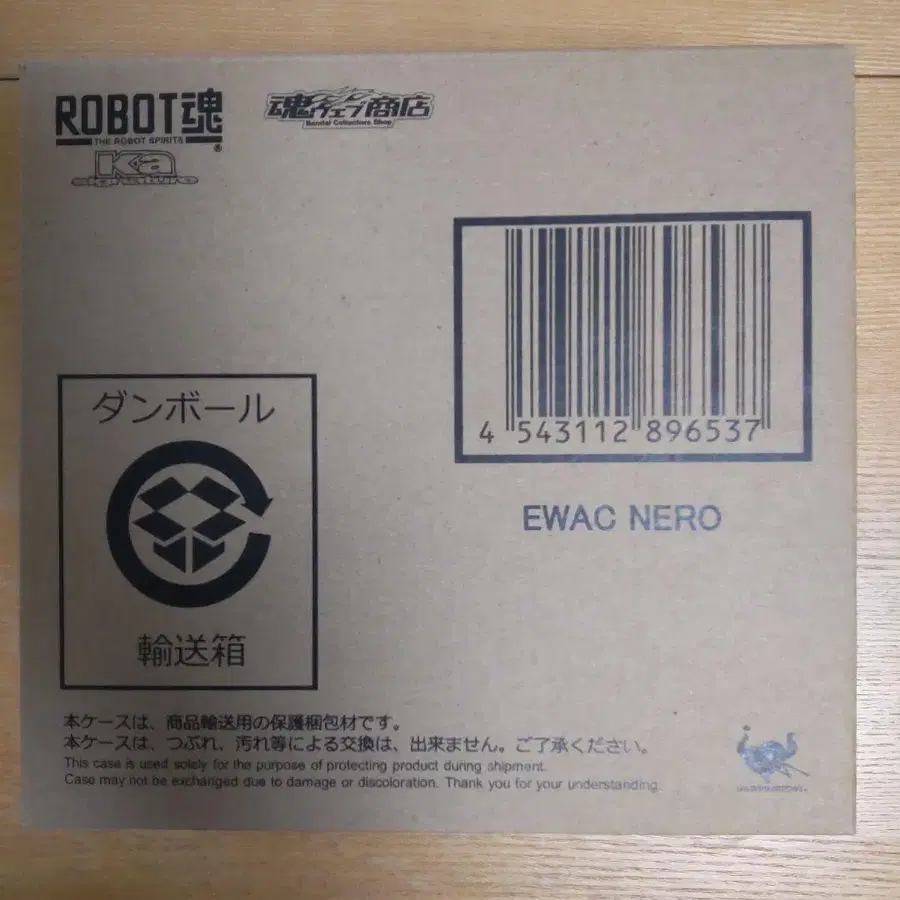 ROBOT魂
THE ROBOT SPIRITS
®
Ka
魂ウェブ商店
Bandai Collectors Shop
4 543112 896537
EWAC NERO
ダンボール
輸送箱
本ケースは、商品輸送用の保護梱包材です。
本ケースは、つぶれ、汚れ等による交換は、出来ません。ご了承ください。
This case is used solely for the purpose of protecting product during shipment.
Case may not be exchanged due to damage or discoloration. Thank you for your understanding.